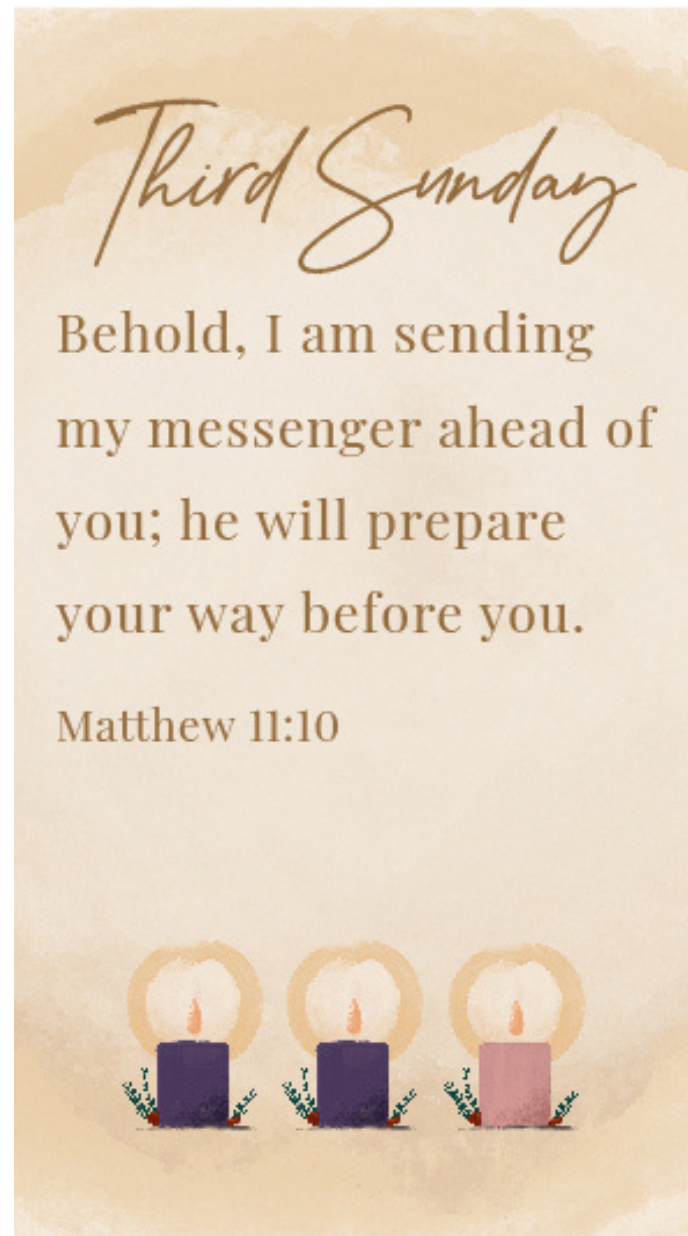 Third Sunday
Behold, I am sending
my messenger ahead of
you; he will prepare
your way before you.
Matthew 11:10